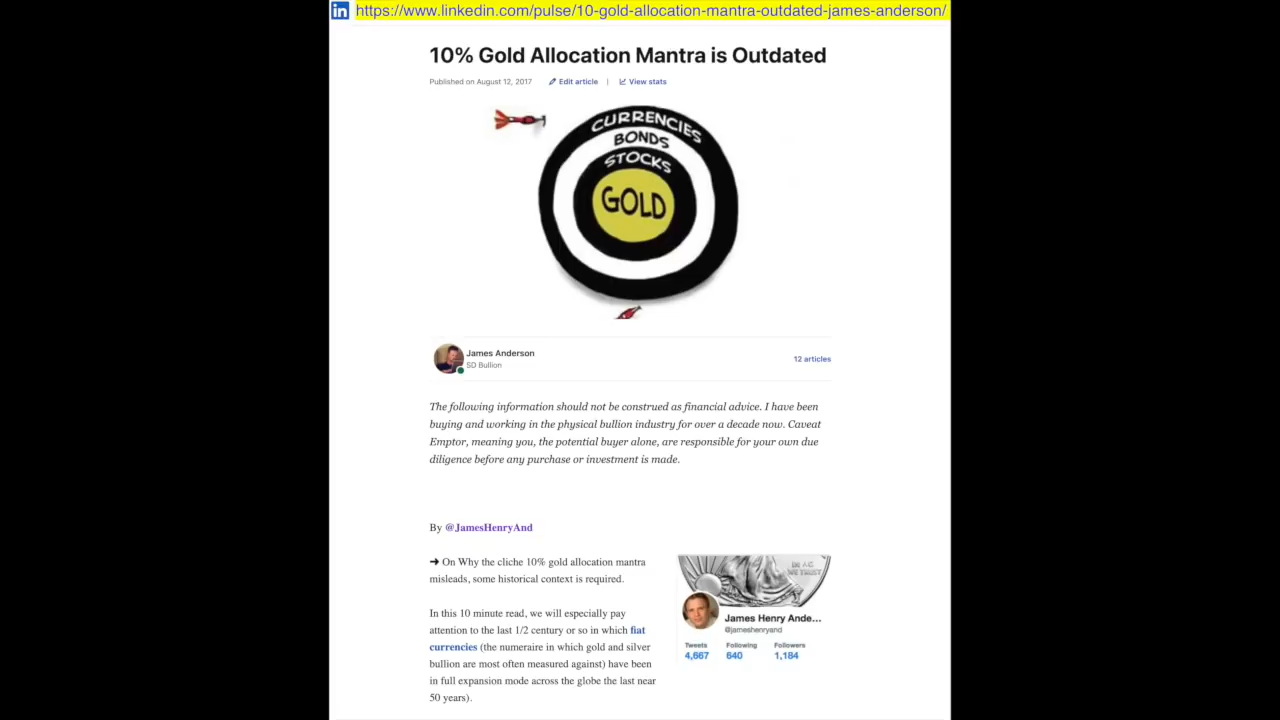 in https://www.linkedin.com/pulse/10-gold-allocation-mantra-outdated-james-anderson/
10% Gold Allocation Mantra is Outdated
Published on August 12, 2017 Edit article | View stats
CURRENCIES
BONDS
STOCKS
GOLD
James Anderson
SD Bullion
12 articles
The following information should not be construed as financial advice. I have been
buying and working in the physical bullion industry for over a decade now. Caveat
Emptor, meaning you, the potential buyer alone, are responsible for your own due
diligence before any purchase or investment is made.
By @JamesHenryAnd
➜ On Why the cliche 10% gold allocation mantra
misleads, some historical context is required.
In this 10 minute read, we will especially pay
attention to the last 1/2 century or so in which fiat
currencies (the numeraire in which gold and silver
bullion are most often measured against) have been
in full expansion mode across the globe the last near
50 years).
WE TRUST
James Henry Ande...
@jameshenryand
Tweets Following Followers
4,667 640 1,184